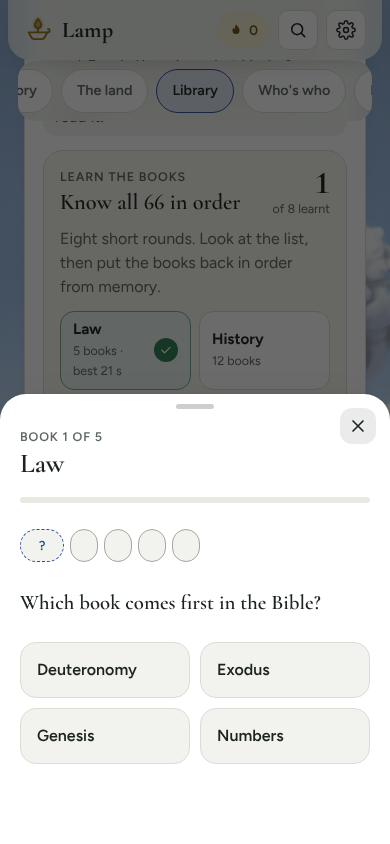 Lamp
0
ory
The land
Library
Who's who
LEARN THE BOOKS
Know all 66 in order
1
of 8 learnt
Eight short rounds. Look at the list,
then put the books back in order
from memory.
Law
5 books ·
best 21 s
History
12 books
BOOK 1 OF 5
Law
?
Which book comes first in the Bible?
Deuteronomy
Exodus
Genesis
Numbers